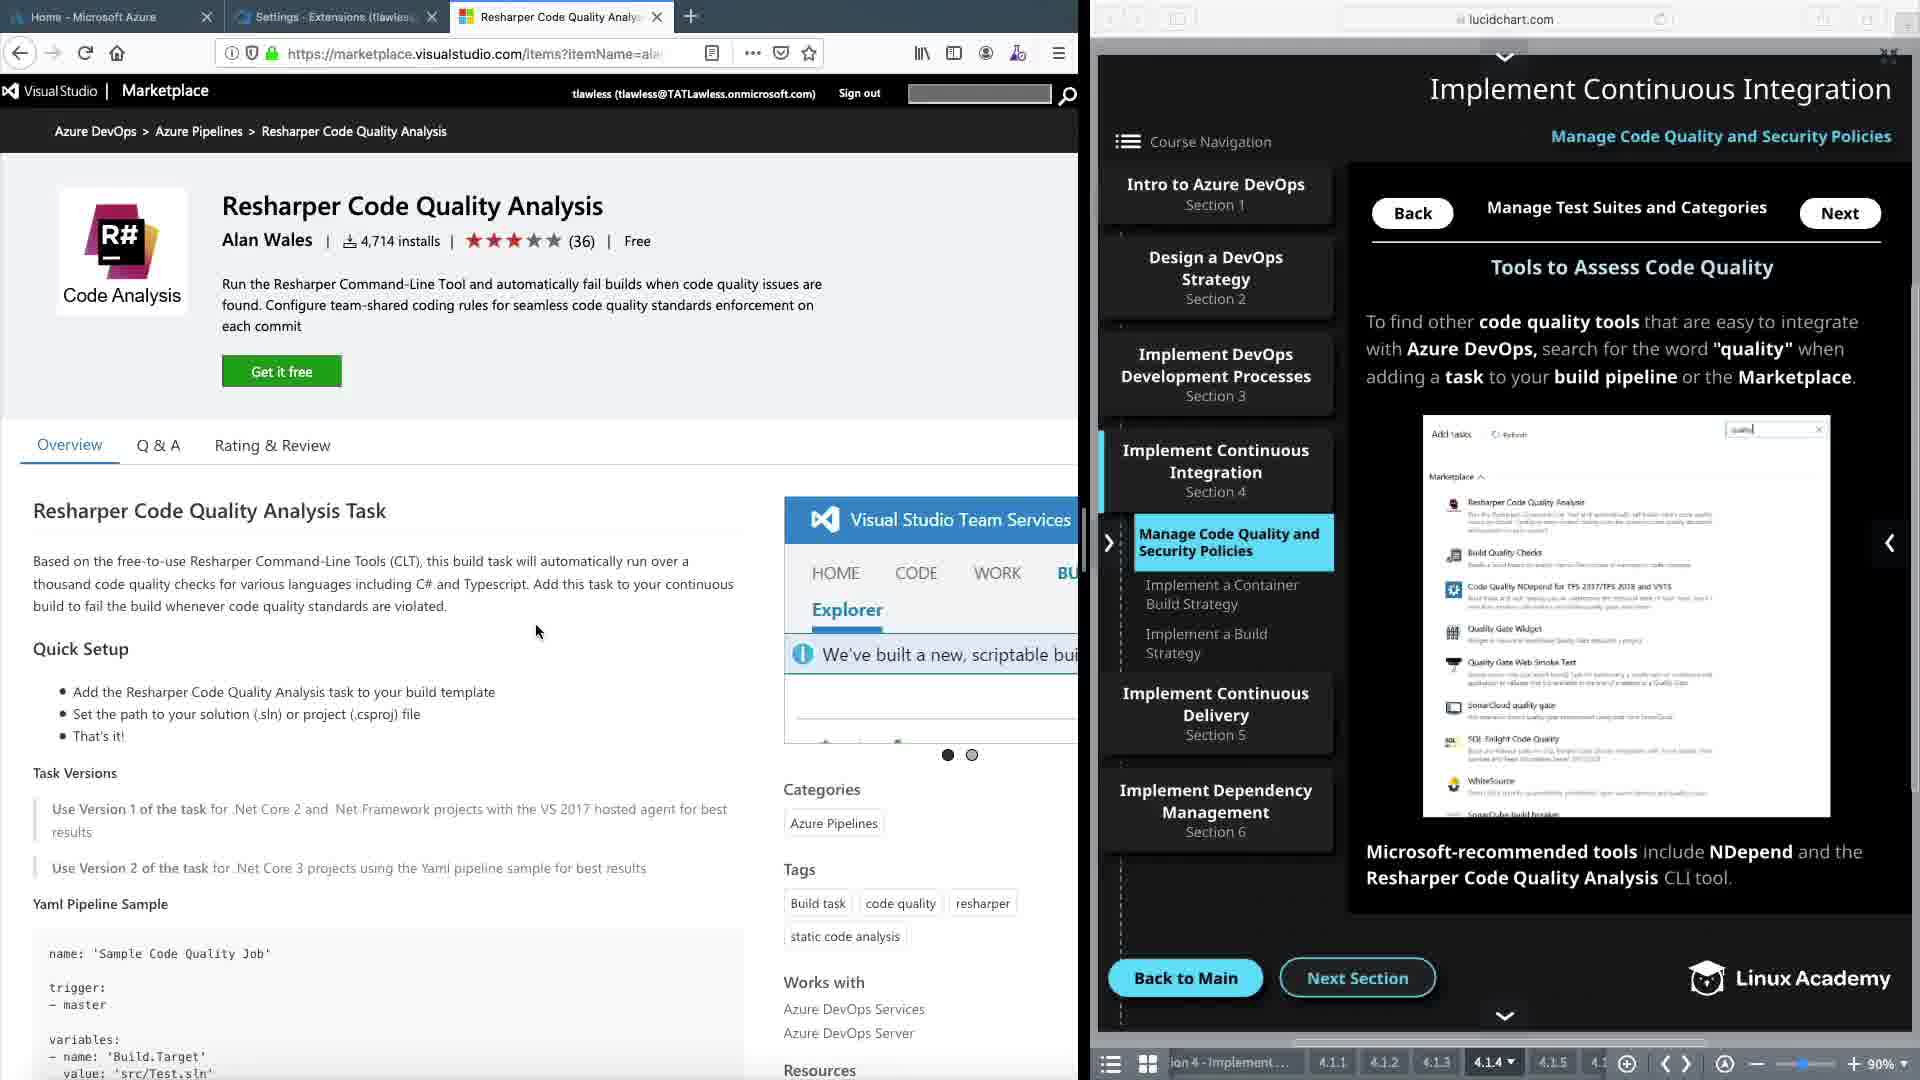 Home - Microsoft Azure
Settings - Extensions (tlawless
Resharper Code Quality Analy
https://marketplace.visualstudio.com/items?itemName=ala
Visual Studio | Marketplace
tlawless (tlawless@TATLawless.onmicrosoft.com)
Sign out
Azure DevOps > Azure Pipelines > Resharper Code Quality Analysis
R#
Code Analysis
Resharper Code Quality Analysis
Alan Wales | 4,714 installs | (36) | Free
Run the Resharper Command-Line Tool and automatically fail builds when code quality issues are
found. Configure team-shared coding rules for seamless code quality standards enforcement on
each commit
Get it free
Overview
Q & A
Rating & Review
Resharper Code Quality Analysis Task
Based on the free-to-use Resharper Command-Line Tools (CLT), this build task will automatically run over a
thousand code quality checks for various languages including C# and Typescript. Add this task to your continuous
build to fail the build whenever code quality standards are violated.
Quick Setup
• Add the Resharper Code Quality Analysis task to your build template
• Set the path to your solution (.sln) or project (.csproj) file
• That's it!
Task Versions
Use Version 1 of the task for .Net Core 2 and .Net Framework projects with the VS 2017 hosted agent for best
results
Use Version 2 of the task for .Net Core 3 projects using the Yaml pipeline sample for best results
Yaml Pipeline Sample
name: 'Sample Code Quality Job'
trigger:
- master
variables:
- name: 'Build.Target'
value: 'src/Test.sln'
Visual Studio Team Services
HOME CODE WORK BU
Explorer
We've built a new, scriptable bui
Categories
Azure Pipelines
Tags
Build task
code quality
resharper
static code analysis
Works with
Azure DevOps Services
Azure DevOps Server
Resources
lucidchart.com
Implement Continuous Integration
Manage Code Quality and Security Policies
Course Navigation
Intro to Azure DevOps
Section 1
Design a DevOps
Strategy
Section 2
Implement DevOps
Development Processes
Section 3
Implement Continuous
Integration
Section 4
Manage Code Quality and
Security Policies
Implement a Container
Build Strategy
Implement a Build
Strategy
Implement Continuous
Delivery
Section 5
Implement Dependency
Management
Section 6
Back
Manage Test Suites and Categories
Next
Tools to Assess Code Quality
To find other code quality tools that are easy to integrate
with Azure DevOps, search for the word "quality" when
adding a task to your build pipeline or the Marketplace.
Add tasks
Refresh
quality
Marketplace
Resharper Code Quality Analysis
Build Quality Checks
Code Quality NDepend for TFS 2017/TFS 2018 and VSTS
Quality Gate Widget
Quality Gate Web Smoke Test
SonarCloud quality gate
SQL Enlight Code Quality
WhiteSource
SonarQube build breaker
Microsoft-recommended tools include NDepend and the
Resharper Code Quality Analysis CLI tool.
Back to Main
Next Section
Linux Academy
ion 4 - Implement ...
4.1.1
4.1.2
4.1.3
4.1.4
4.1.5
90%